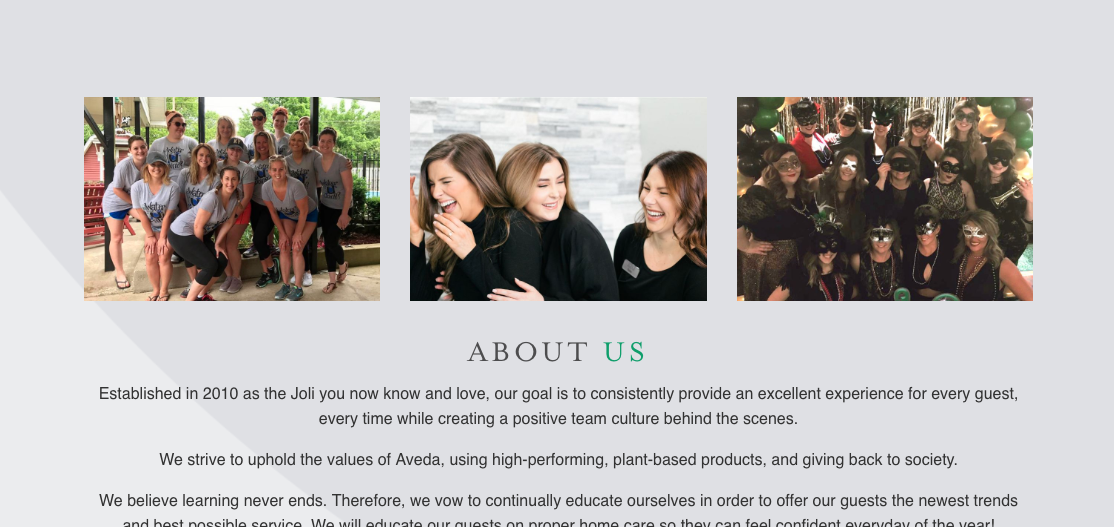 ABOUT US
Established in 2010 as the Joli you now know and love, our goal is to consistently provide an excellent experience for every guest,
every time while creating a positive team culture behind the scenes.
We strive to uphold the values of Aveda, using high-performing, plant-based products, and giving back to society.
We believe learning never ends. Therefore, we vow to continually educate ourselves in order to offer our guests the newest trends
and best possible service. We will educate our guests on proper home care so they can feel confident everyday of the year!